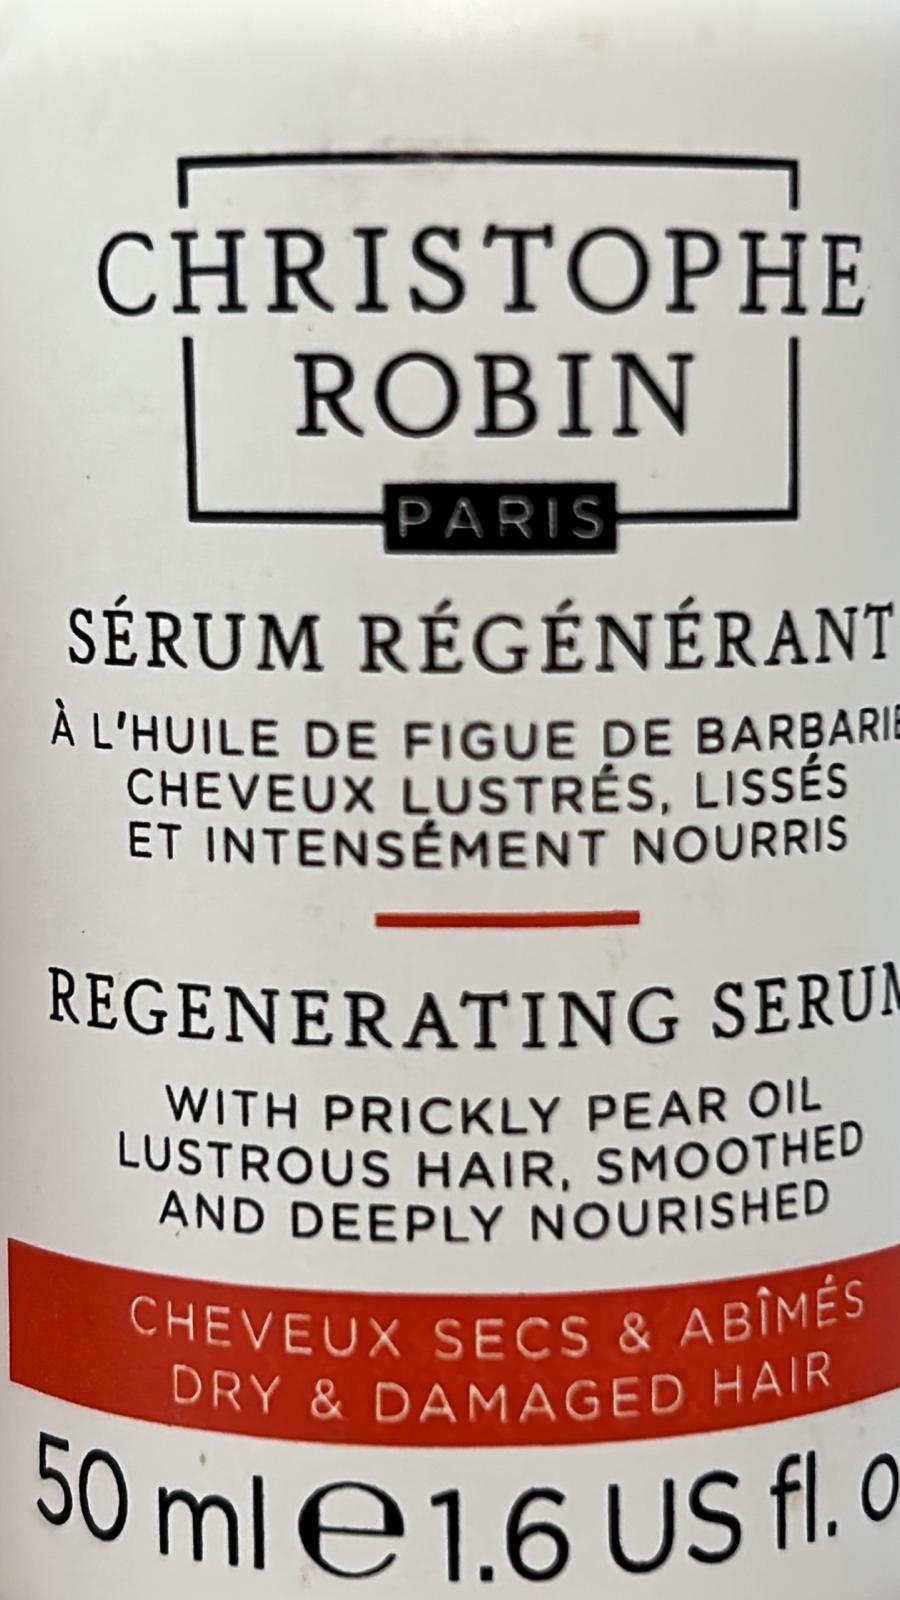 CHRISTOPHE
ROBIN
PARIS
SÉRUM RÉGÉNÉRANT
À L'HUILE DE FIGUE DE BARBARIE
CHEVEUX LUSTRÉS, LISSÉS
ET INTENSÉMENT NOURRIS
REGENERATING SERUM
WITH PRICKLY PEAR OIL
LUSTROUS HAIR, SMOOTHED
AND DEEPLY NOURISHED
CHEVEUX SECS & ABÎMÉS
DRY & DAMAGED HAIR
50 ml e 1.6 US fl. o